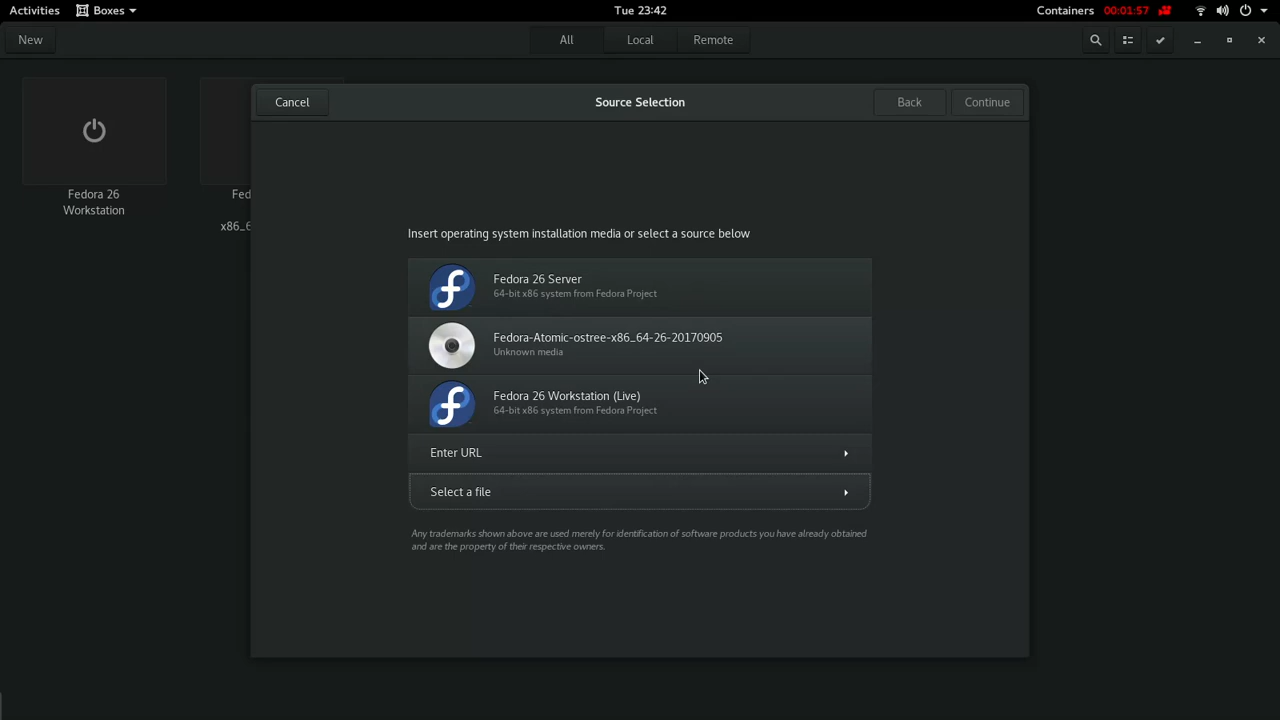 Activities
Boxes
Tue 23:42
Containers
00:01:57
New
All
Local
Remote
Cancel
Source Selection
Back
Continue
Fedora 26
Workstation
Fed
x86_6
Insert operating system installation media or select a source below
Fedora 26 Server
64-bit x86 system from Fedora Project
Fedora-Atomic-ostree-x86_64-26-20170905
Unknown media
Fedora 26 Workstation (Live)
64-bit x86 system from Fedora Project
Enter URL
Select a file
Any trademarks shown above are used merely for identification of software products you have already obtained
and are the property of their respective owners.